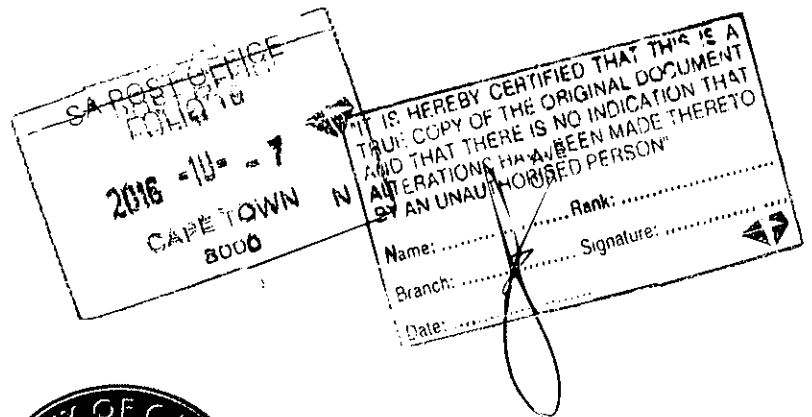 SA POST OFFICE
2016 -10- -7
CAPE TOWN
8000
"IT IS HEREBY CERTIFIED THAT THIS IS A
TRUE COPY OF THE ORIGINAL DOCUMENT
AND THAT THERE IS NO INDICATION THAT
ALTERATIONS HAVE BEEN MADE THERETO
BY AN UNAUTHORISED PERSON"
Name: .................. Rank: ..................
Branch: .................. Signature: ..................
Date: ..................
OF